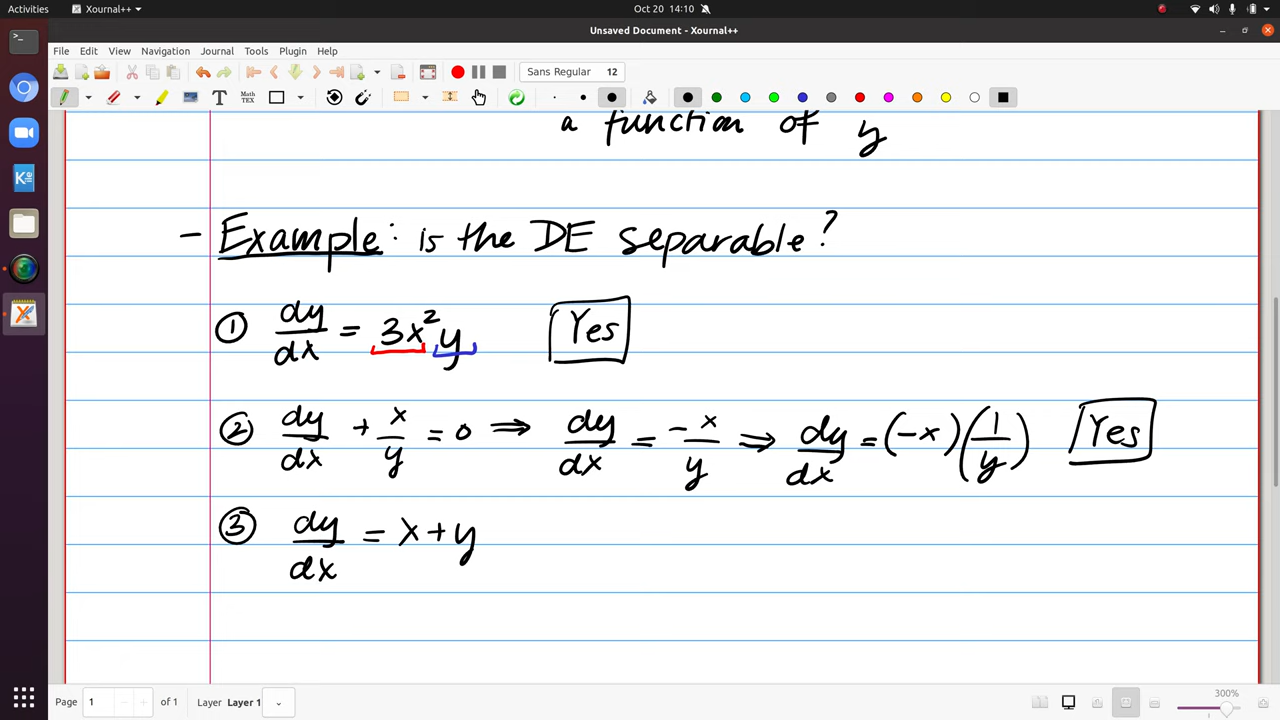 Activities Xournal++ Oct 20 14:10
Unsaved Document - Xournal++
File Edit View Navigation Journal Tools Plugin Help
Sans Regular 12
a function of y
- Example: is the DE separable?
① dy/dx = 3x²y Yes
② dy/dx + x/y = 0 ⇒ dy/dx = -x/y ⇒ dy/dx = (-x)(1/y) Yes
③ dy/dx = x+y
Page 1 of 1 Layer Layer 1 300%